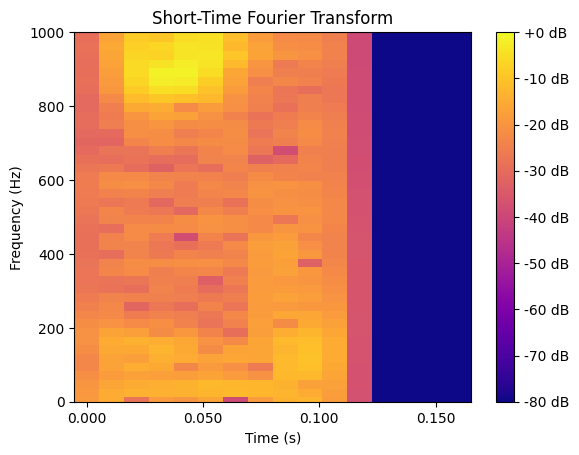 Short-Time Fourier Transform
Frequency (Hz)
1000
800
600
400
200
0
0.000 0.050 0.100 0.150
Time (s)
+0 dB
-10 dB
-20 dB
-30 dB
-40 dB
-50 dB
-60 dB
-70 dB
-80 dB